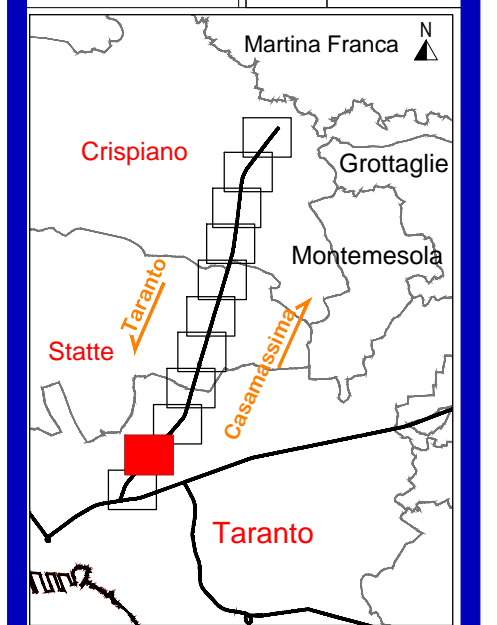 N
Martina Franca
Crispiano
Grottaglie
Montemesola
Taranto
Casamassima
Statte
Taranto